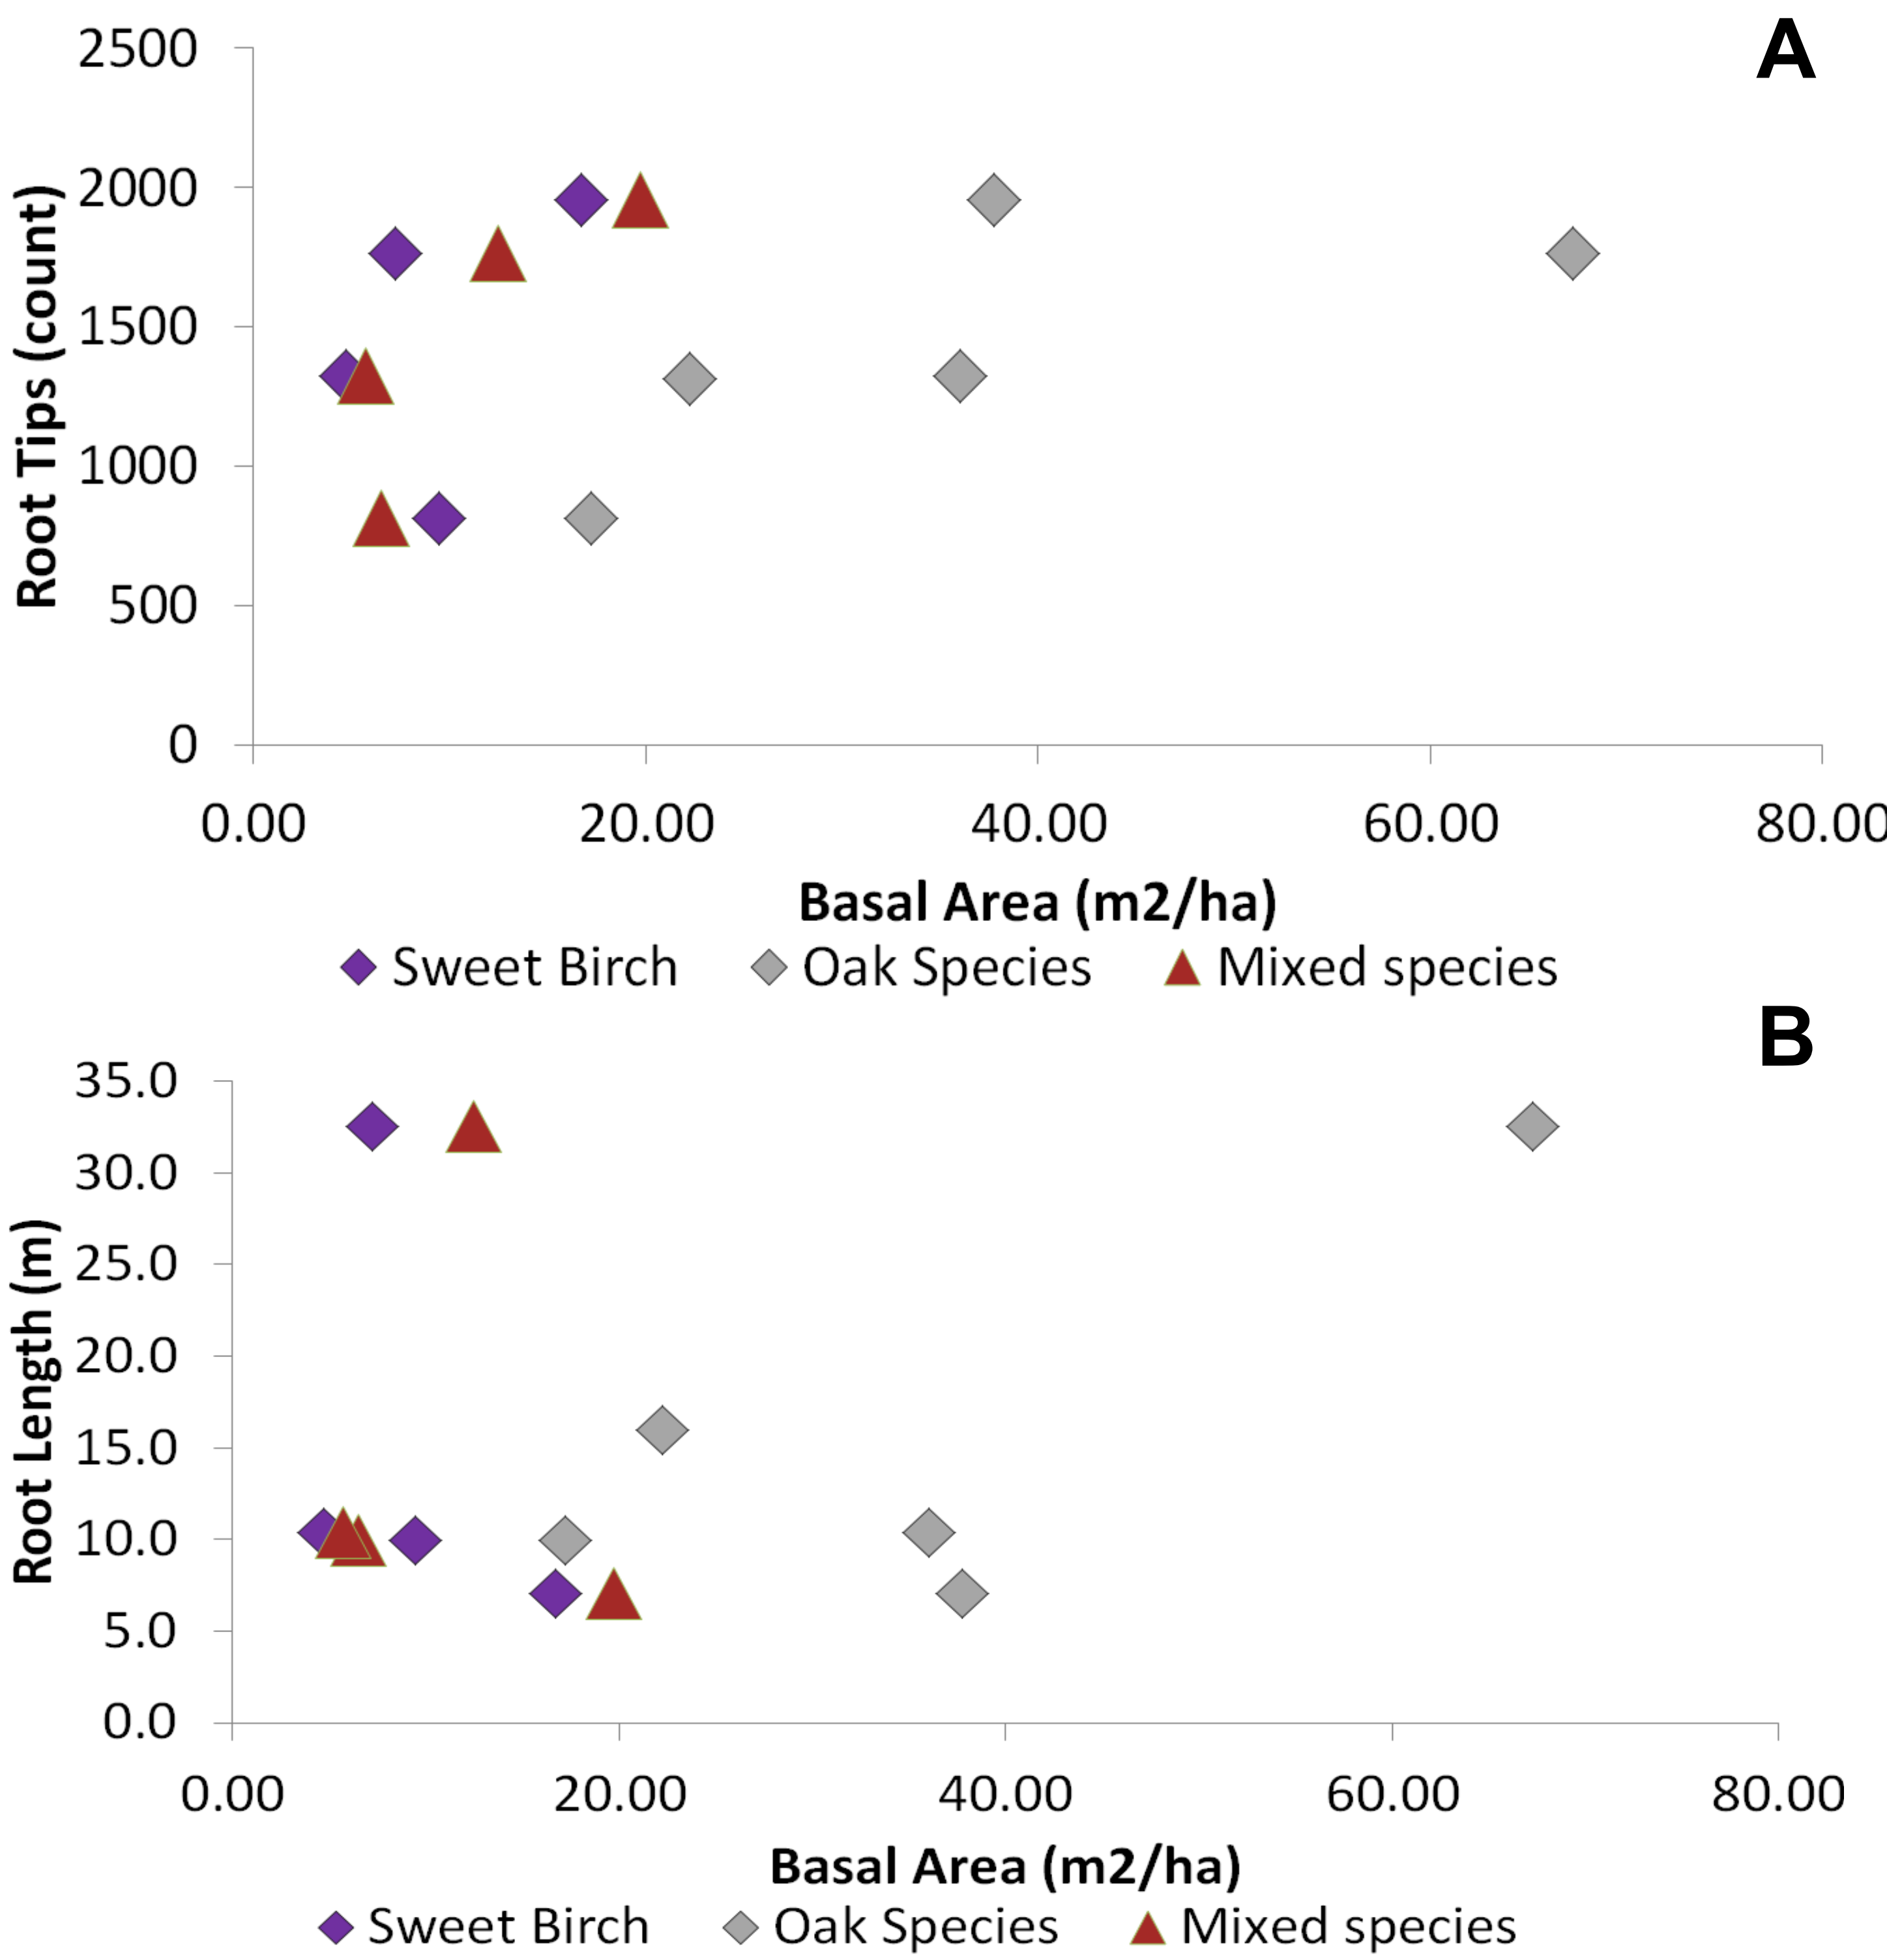 A
2500
2000
1500
1000
500
0
Root Tips (count)
0.00 20.00 40.00 60.00 80.00
Basal Area (m2/ha)
Sweet Birch Oak Species Mixed species
B
35.0
30.0
25.0
20.0
15.0
10.0
5.0
0.0
Root Length (m)
0.00 20.00 40.00 60.00 80.00
Basal Area (m2/ha)
Sweet Birch Oak Species Mixed species